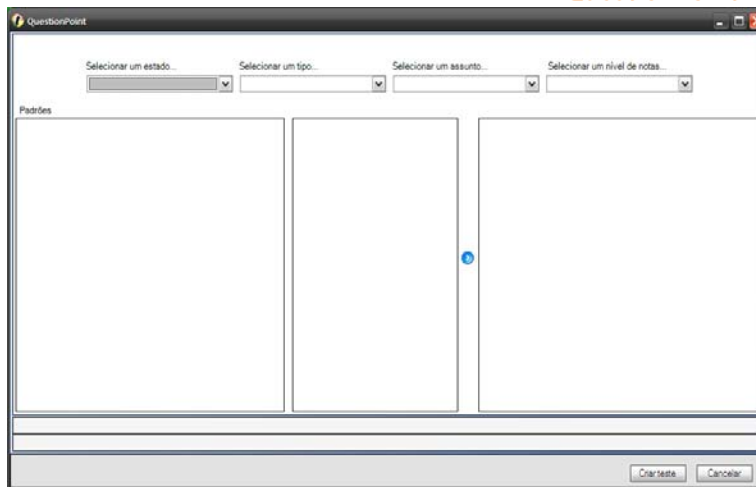 QuestionPoint
Selecionar um estado... Selecionar um tipo... Selecionar um assunto... Selecionar um nível de notas...
Padrões
Criar teste Cancelar